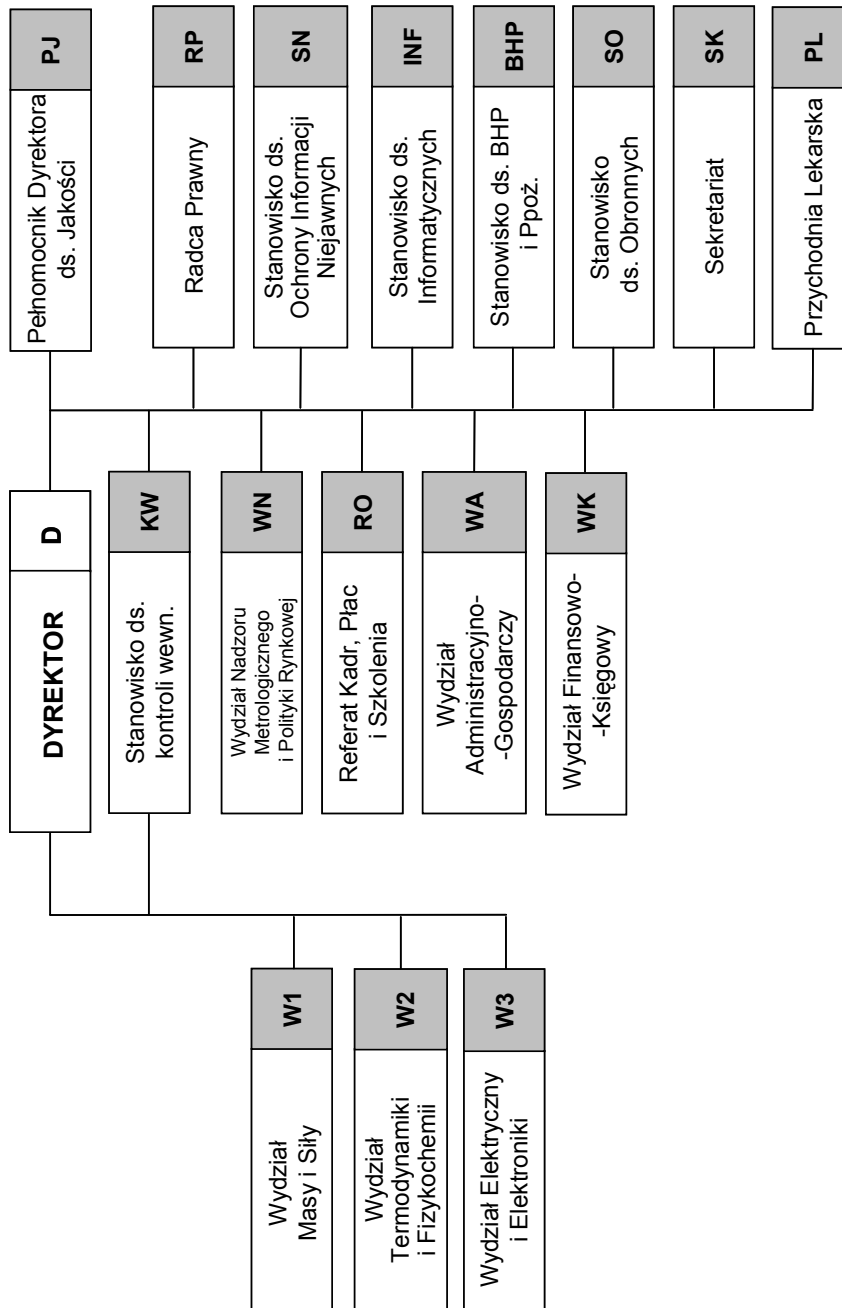 Pełnomocnik Dyrektora
ds. Jakości
PJ
Radca Prawny
RP
Stanowisko ds.
Ochrony Informacji
Niejawnych
SN
Stanowisko ds.
Informatycznych
INF
Stanowisko ds. BHP
i Ppoż.
BHP
Stanowisko
ds. Obronnych
SO
Sekretariat
SK
Przychodnia Lekarska
PL
DYREKTOR
D
Stanowisko ds.
kontroli wewn.
KW
Wydział Nadzoru
Metrologicznego
i Polityki Rynkowej
WN
Referat Kadr, Płac
i Szkolenia
RO
Wydział
Administracyjno-
-Gospodarczy
WA
Wydział Finansowo-
-Księgowy
WK
Wydział
Masy i Siły
W1
Wydział
Termodynamiki
i Fizykochemii
W2
Wydział Elektryczny
i Elektroniki
W3